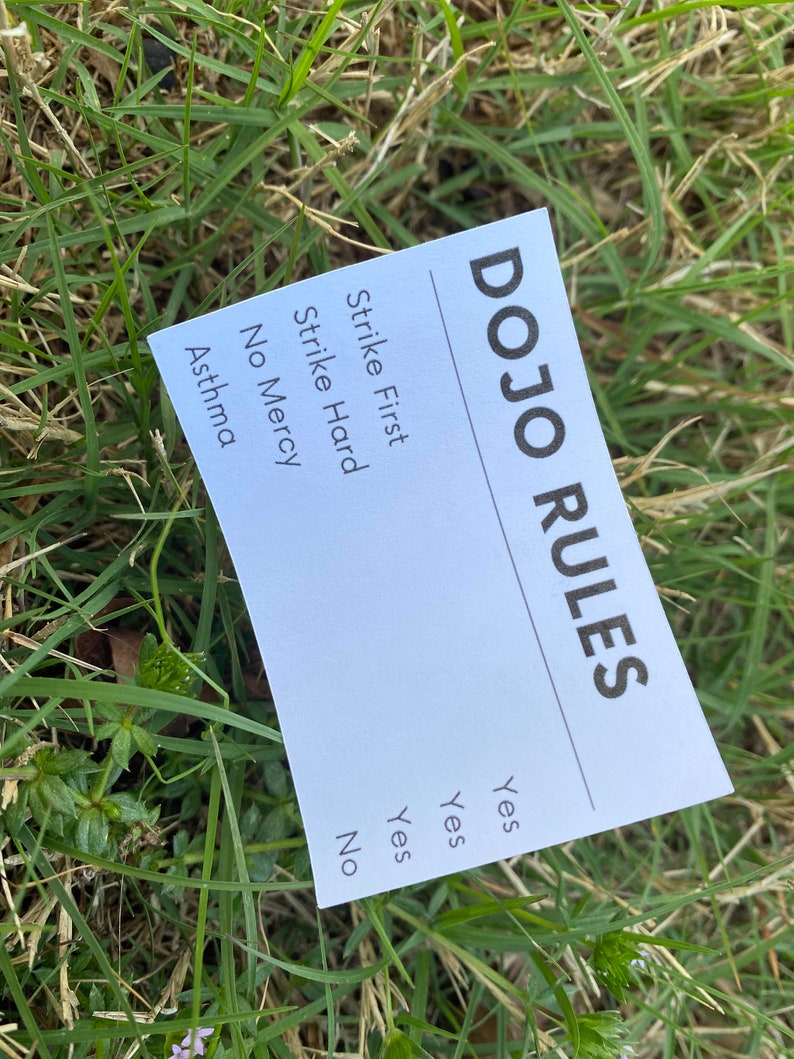 DOJO RULES
Strike First Yes
Strike Hard Yes
No Mercy Yes
Asthma No